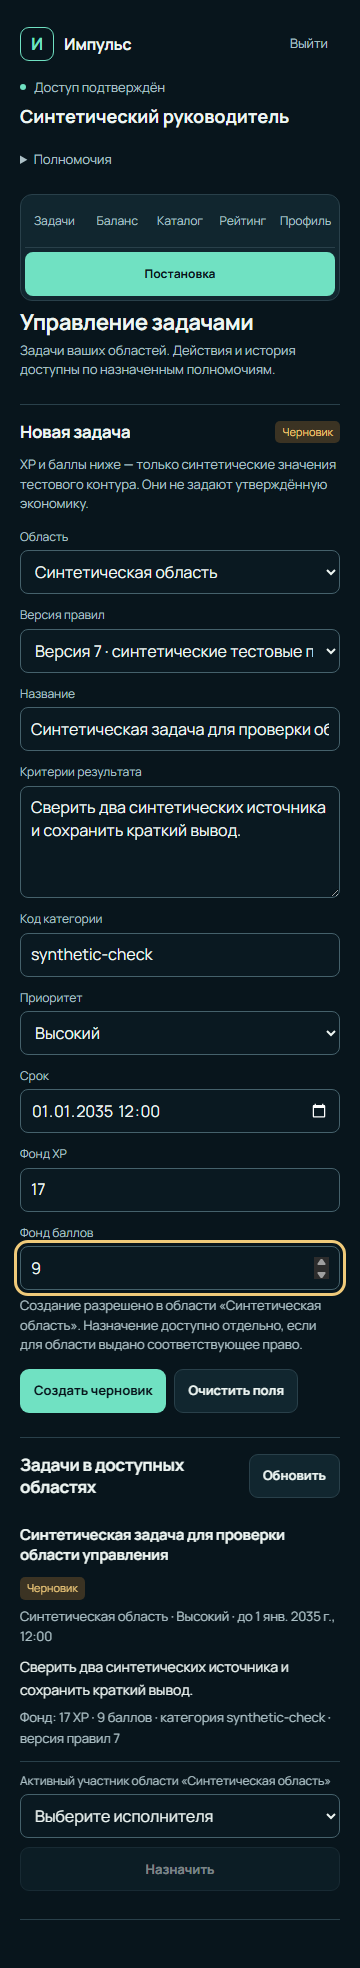 И Импульс Выйти
Доступ подтверждён
Синтетический руководитель
Полномочия
Задачи Баланс Каталог Рейтинг Профиль
Постановка
Управление задачами
Задачи ваших областей. Действия и история
доступны по назначенным полномочиям.
Новая задача Черновик
XP и баллы ниже — только синтетические значения
тестового контура. Они не задают утверждённую
экономику.
Область
Синтетическая область
Версия правил
Версия 7 · синтетические тестовые п
Название
Синтетическая задача для проверки об
Критерии результата
Сверить два синтетических источника
и сохранить краткий вывод.
Код категории
synthetic-check
Приоритет
Высокий
Срок
01.01.2035 12:00
Фонд XP
17
Фонд баллов
9
Создание разрешено в области «Синтетическая
область». Назначение доступно отдельно, если
для области выдано соответствующее право.
Создать черновик Очистить поля
Задачи в доступных
областях
Обновить
Синтетическая задача для проверки
области управления
Черновик
Синтетическая область · Высокий · до 1 янв. 2035 г.,
12:00
Сверить два синтетических источника и
сохранить краткий вывод.
Фонд: 17 XP · 9 баллов · категория synthetic-check ·
версия правил 7
Активный участник области «Синтетическая область»
Выберите исполнителя
Назначить